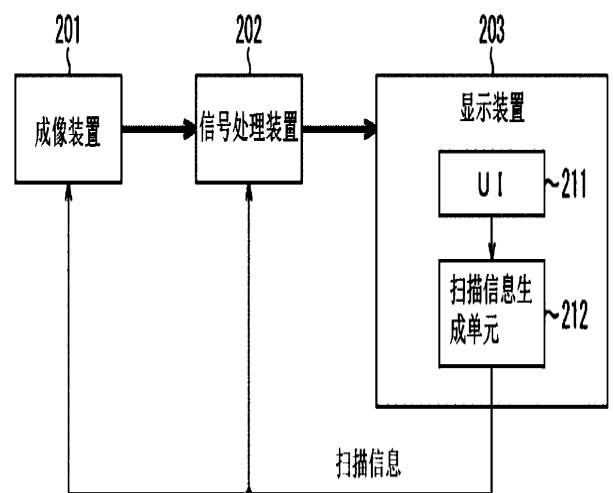 201
202
203
成像装置
信号处理装置
显示装置
UI
211
扫描信息生
成单元
212
扫描信息